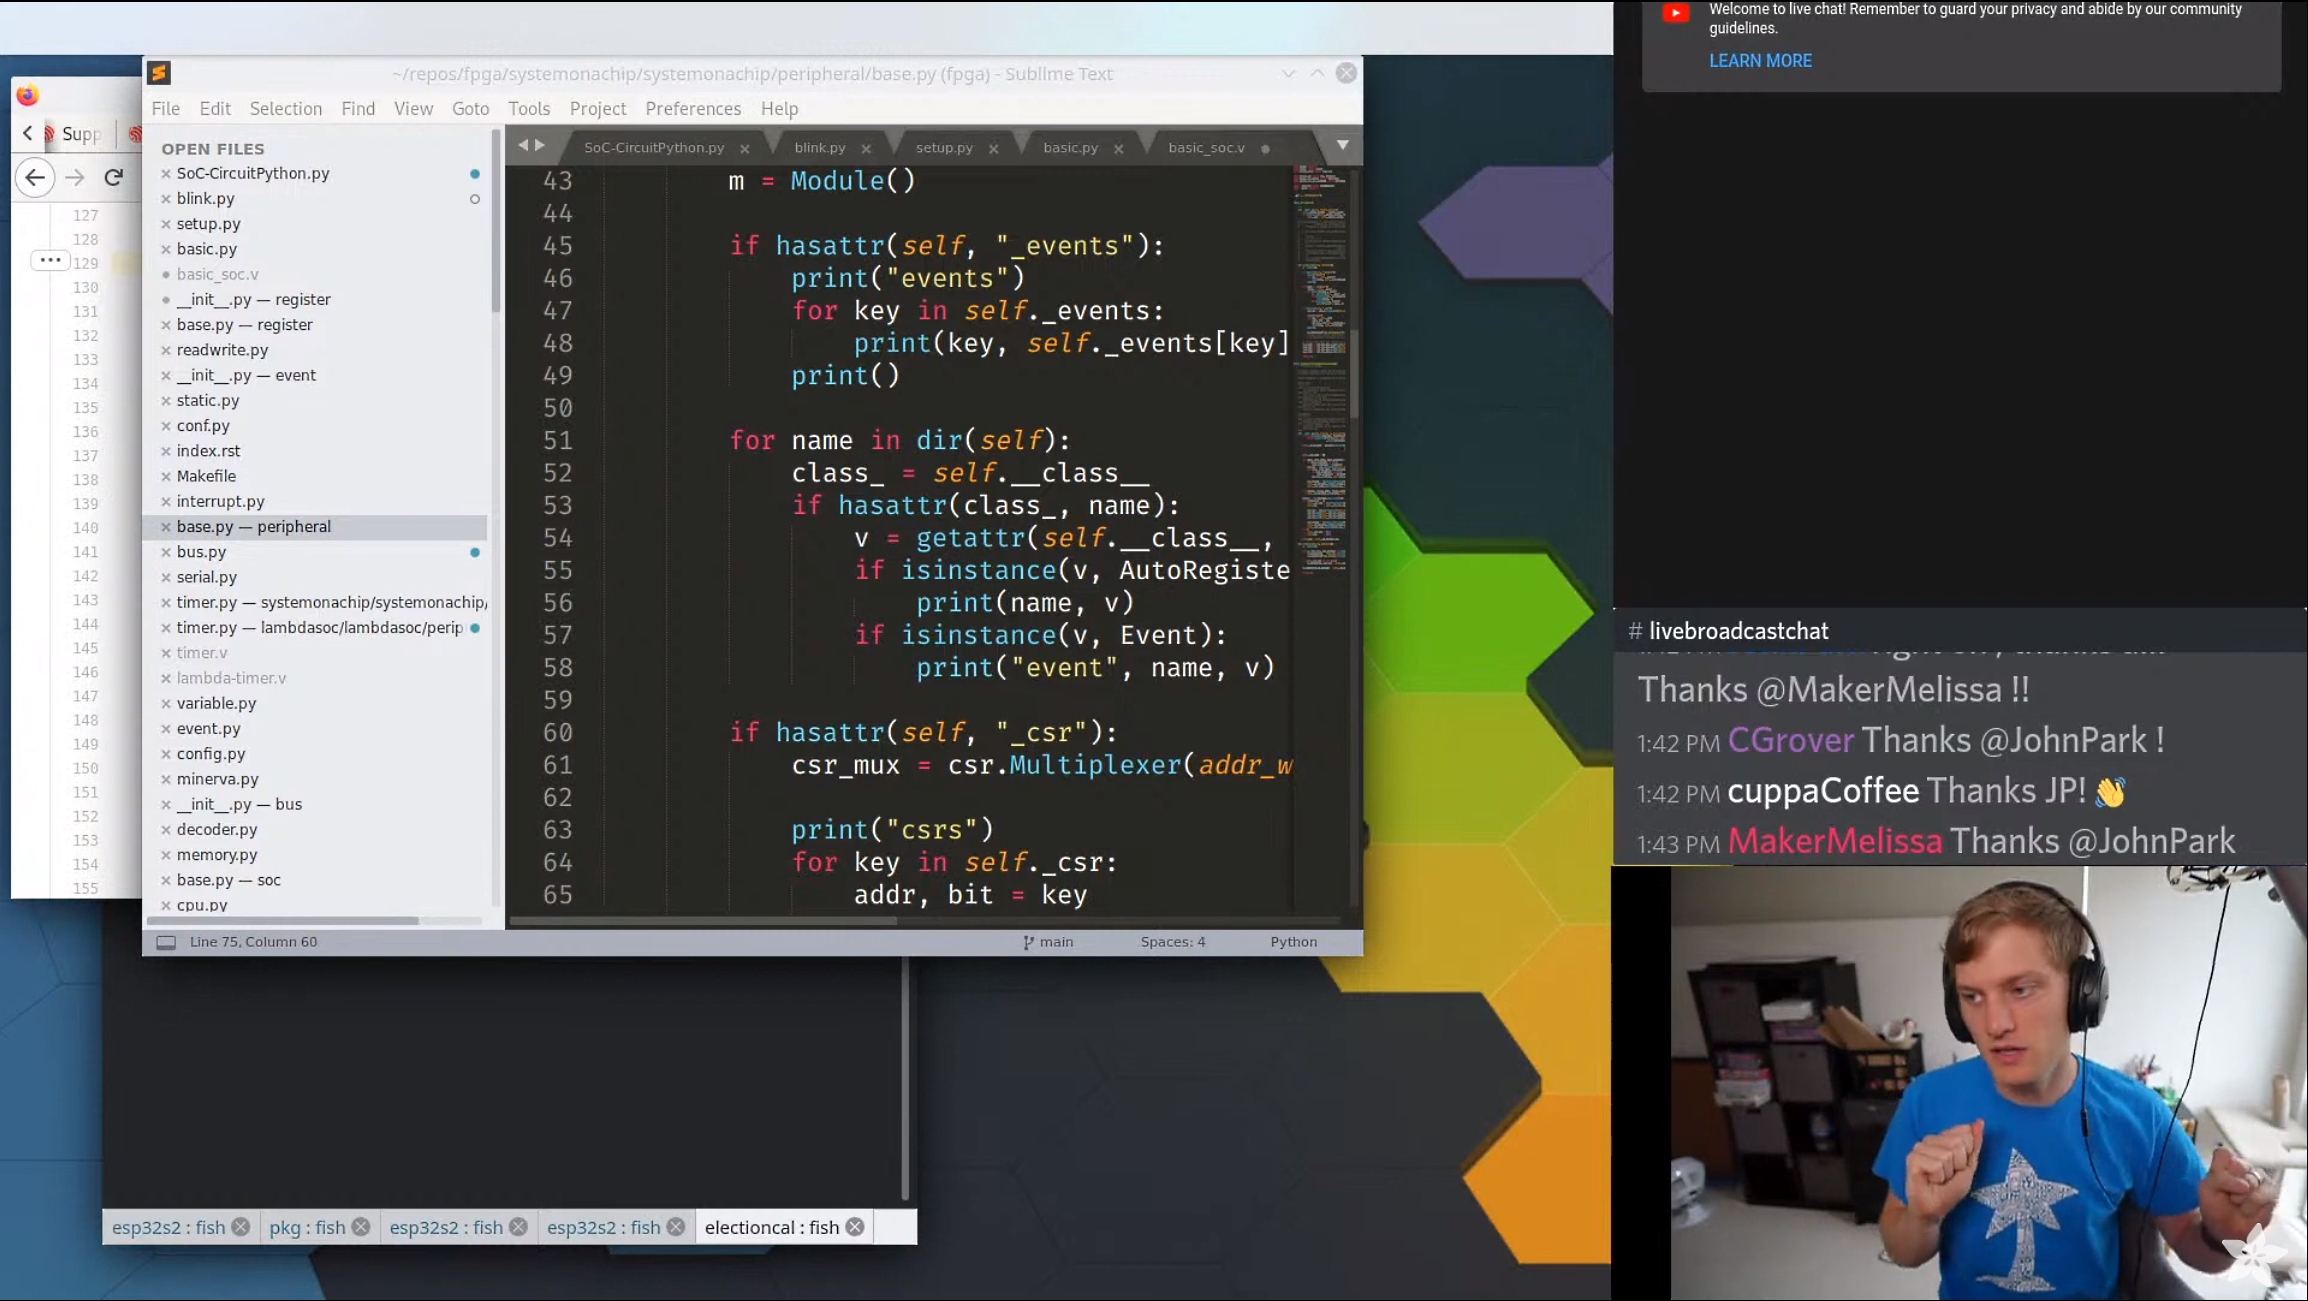 ~/repos/fpga/systemonachip/systemonachip/peripheral/base.py (fpga) - Sublime Text
File Edit Selection Find View Goto Tools Project Preferences Help
Supp
127
128
129
130
131
132
133
134
135
136
137
138
139
140
141
142
143
144
145
146
147
148
149
150
151
152
153
154
155
OPEN FILES
SoC-CircuitPython.py
blink.py
setup.py
basic.py
basic_soc.v
__init__.py — register
base.py — register
readwrite.py
__init__.py — event
static.py
conf.py
index.rst
Makefile
interrupt.py
base.py — peripheral
bus.py
serial.py
timer.py — systemonachip/systemonachip/
timer.py — lambdasoc/lambdasoc/perip
timer.v
lambda-timer.v
variable.py
event.py
config.py
minerva.py
__init__.py — bus
decoder.py
memory.py
base.py — soc
cpu.py
SoC-CircuitPython.py blink.py setup.py basic.py basic_soc.v
43 m = Module()
44
45 if hasattr(self, "_events"):
46 print("events")
47 for key in self._events:
48 print(key, self._events[key]
49 print()
50
51 for name in dir(self):
52 class_ = self.__class__
53 if hasattr(class_, name):
54 v = getattr(self.__class__,
55 if isinstance(v, AutoRegiste
56 print(name, v)
57 if isinstance(v, Event):
58 print("event", name, v)
59
60 if hasattr(self, "_csr"):
61 csr_mux = csr.Multiplexer(addr_w
62
63 print("csrs")
64 for key in self._csr:
65 addr, bit = key
Line 75, Column 60 main Spaces: 4 Python
esp32s2 : fish pkg : fish esp32s2 : fish esp32s2 : fish electioncal : fish
Welcome to live chat! Remember to guard your privacy and abide by our community
guidelines.
LEARN MORE
# livebroadcastchat
Thanks @MakerMelissa !!
1:42 PM CGrover Thanks @JohnPark !
1:42 PM cuppaCoffee Thanks JP! 👋
1:43 PM MakerMelissa Thanks @JohnPark